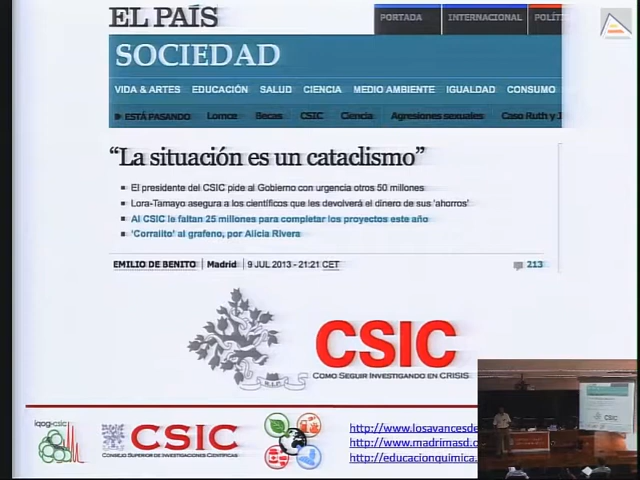 EL PAÍS
PORTADA INTERNACIONAL POLÍT
SOCIEDAD
VIDA & ARTES EDUCACIÓN SALUD CIENCIA MEDIO AMBIENTE IGUALDAD CONSUMO
ESTÁ PASANDO Lomce Becas CSIC Ciencia Agresiones sexuales Caso Ruth y J
“La situación es un cataclismo”
El presidente del CSIC pide al Gobierno con urgencia otros 50 millones
Lora-Tamayo asegura a los científicos que les devolverá el dinero de sus 'ahorros'
Al CSIC le faltan 25 millones para completar los proyectos este año
'Corralito' al grafeno, por Alicia Rivera
EMILIO DE BENITO | Madrid | 9 JUL 2013 - 21:21 CET 213
R.I.P.
CSIC
COMO SEGUIR INVESTIGANDO EN CRISIS
iqog-csic
CSIC
CONSEJO SUPERIOR DE INVESTIGACIONES CIENTÍFICAS
http://www.losavancesde
http://www.madrimasd.o
http://educacionquimica.